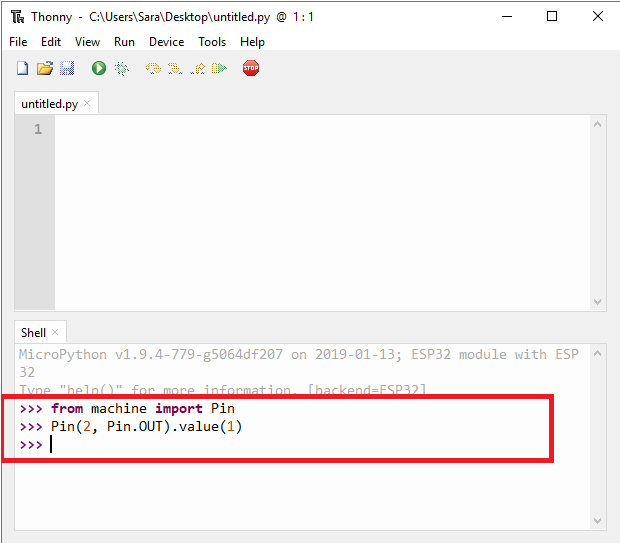 Thonny - C:\Users\Sara\Desktop\untitled.py @ 1:1
File Edit View Run Device Tools Help
STOP
untitled.py ×
1
Shell ×
MicroPython v1.9.4-779-g5064df207 on 2019-01-13; ESP32 module with ESP
32
Type "help()" for more information. [backend=ESP32]
>>> from machine import Pin
>>> Pin(2, Pin.OUT).value(1)
>>>